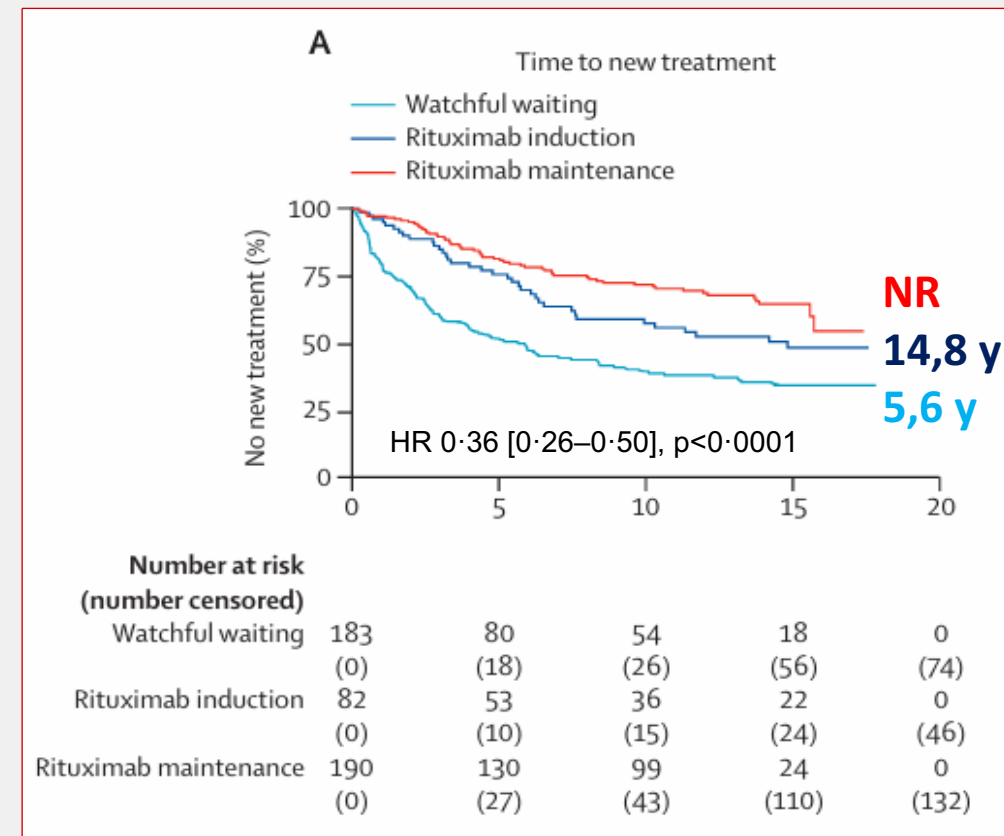 A
Time to new treatment
Watchful waiting
Rituximab induction
Rituximab maintenance
No new treatment (%)
100
75
50
25
0
NR
14,8 y
5,6 y
HR 0·36 [0·26–0·50], p<0·0001
0 5 10 15 20
Number at risk
(number censored)
Watchful waiting 183 80 54 18 0
(0) (18) (26) (56) (74)
Rituximab induction 82 53 36 22 0
(0) (10) (15) (24) (46)
Rituximab maintenance 190 130 99 24 0
(0) (27) (43) (110) (132)